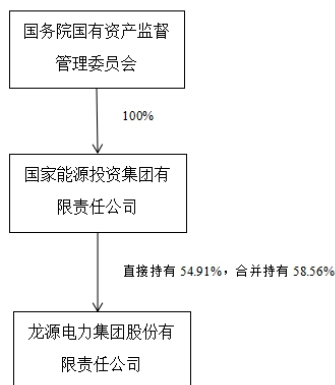 国务院国有资产监督
管理委员会
100%
国家能源投资集团有
限责任公司
直接持有 54.91%，合并持有 58.56%
龙源电力集团股份有
限责任公司